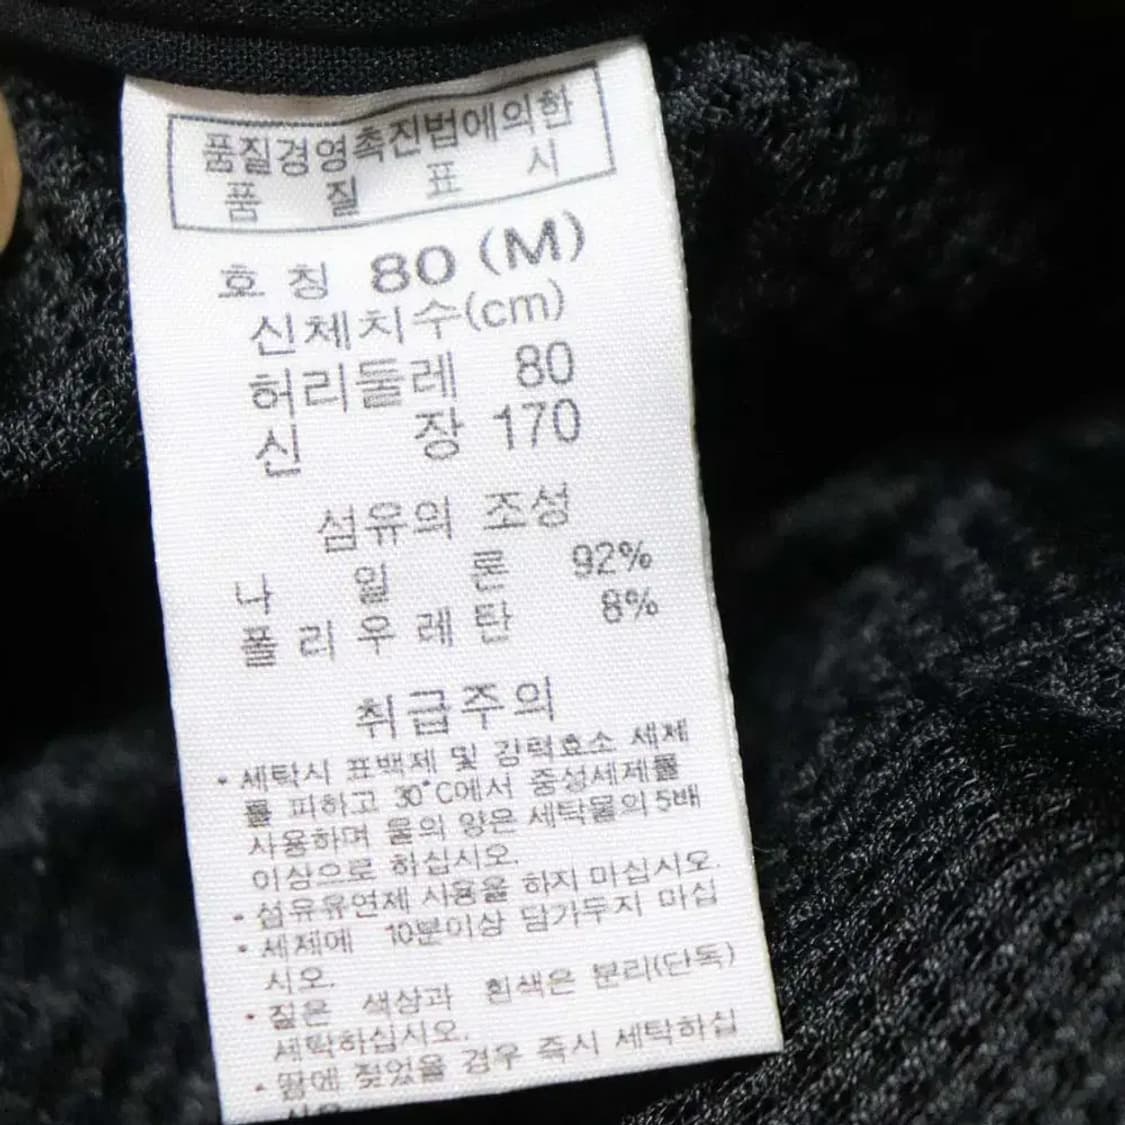 품질경영촉진법에의한
품 질 표 시
호 칭 80 (M)
신체치수(cm)
허리둘레 80
신 장 170
섬유의 조성
나 일 론 92%
폴 리 우 레 탄 8%
취급주의
• 세탁시 표백제 및 강력효소 세제
를 피하고 30°C에서 중성세제를
사용하며 물의 양은 세탁물의 5배
이상으로 하십시오.
• 섬유유연제 사용을 하지 마십시오.
• 세제에 10분이상 담가두지 마십
시오.
• 짙은 색상과 흰색은 분리(단독)
세탁하십시오.
• 땀에 젖었을 경우 즉시 세탁하십
시오